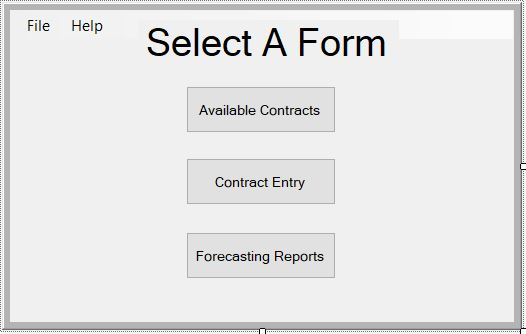 File Help
Select A Form
Available Contracts
Contract Entry
Forecasting Reports